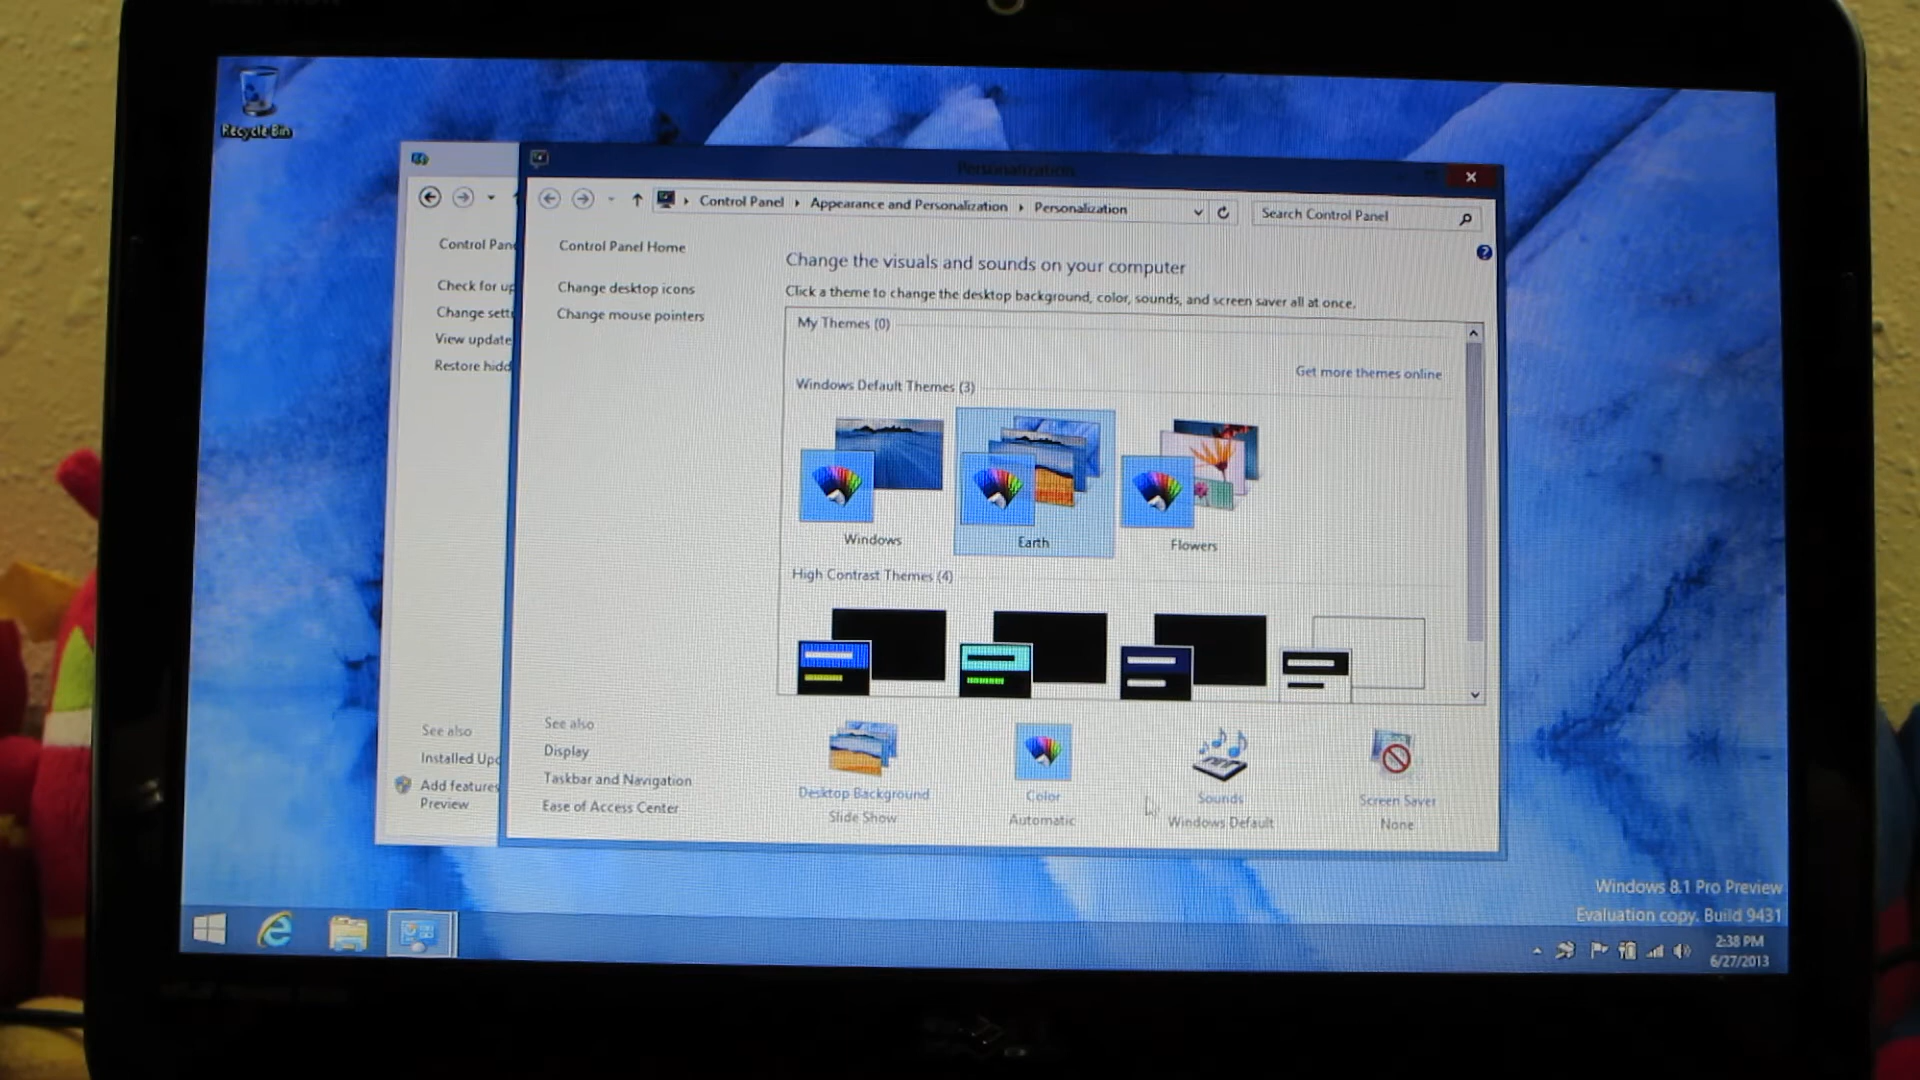 Recycle Bin
Personalization
Control Panel
Appearance and Personalization
Personalization
Search Control Panel
Control Pan
Check for up
Change setti
View update
Restore hidd
See also
Installed Upd
Add features
Preview
Control Panel Home
Change desktop icons
Change mouse pointers
See also
Display
Taskbar and Navigation
Ease of Access Center
Change the visuals and sounds on your computer
Click a theme to change the desktop background, color, sounds, and screen saver all at once.
My Themes (0)
Get more themes online
Windows Default Themes (3)
Windows
Earth
Flowers
High Contrast Themes (4)
Desktop Background
Slide Show
Color
Automatic
Sounds
Windows Default
Screen Saver
None
Windows 8.1 Pro Preview
Evaluation copy. Build 9431
2:38 PM
6/27/2013